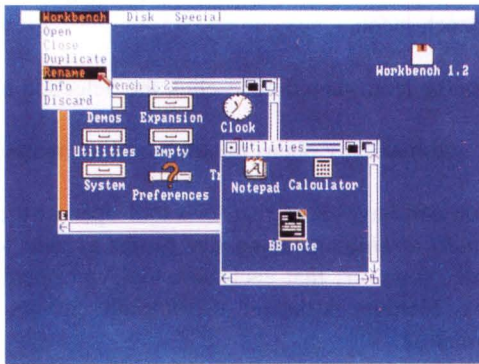 Workbench Disk Special
Open
Close
Duplicate
Rename
Info
Discard
Workbench 1.2
bench 1.2
Demos Expansion Clock
Utilities Empty
System Preferences Tr
Utilities
Notepad Calculator
BB note